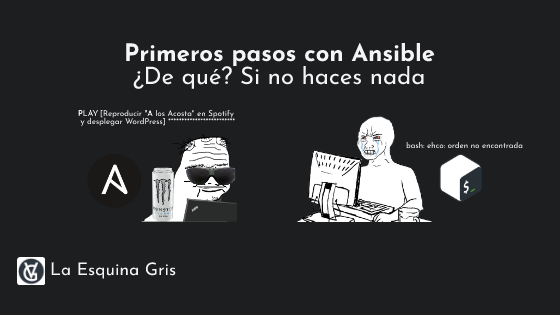 Primeros pasos con Ansible
¿De qué? Si no haces nada
PLAY [Reproducir "A los Acosta" en Spotify
y desplegar WordPress] ************************
bash: ehco: orden no encontrada
MONSTER
$_
La Esquina Gris